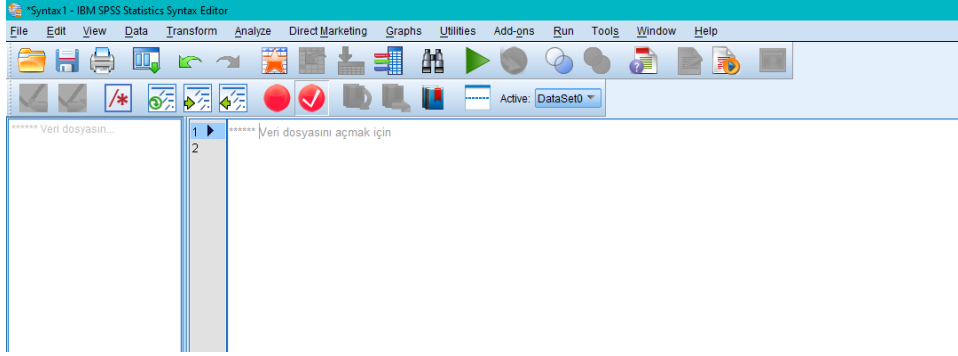 *Syntax1 - IBM SPSS Statistics Syntax Editor
File Edit View Data Transform Analyze Direct Marketing Graphs Utilities Add-ons Run Tools Window Help
Active: DataSet0
****** Veri dosyasın...
1 ****** Veri dosyasını açmak için
2